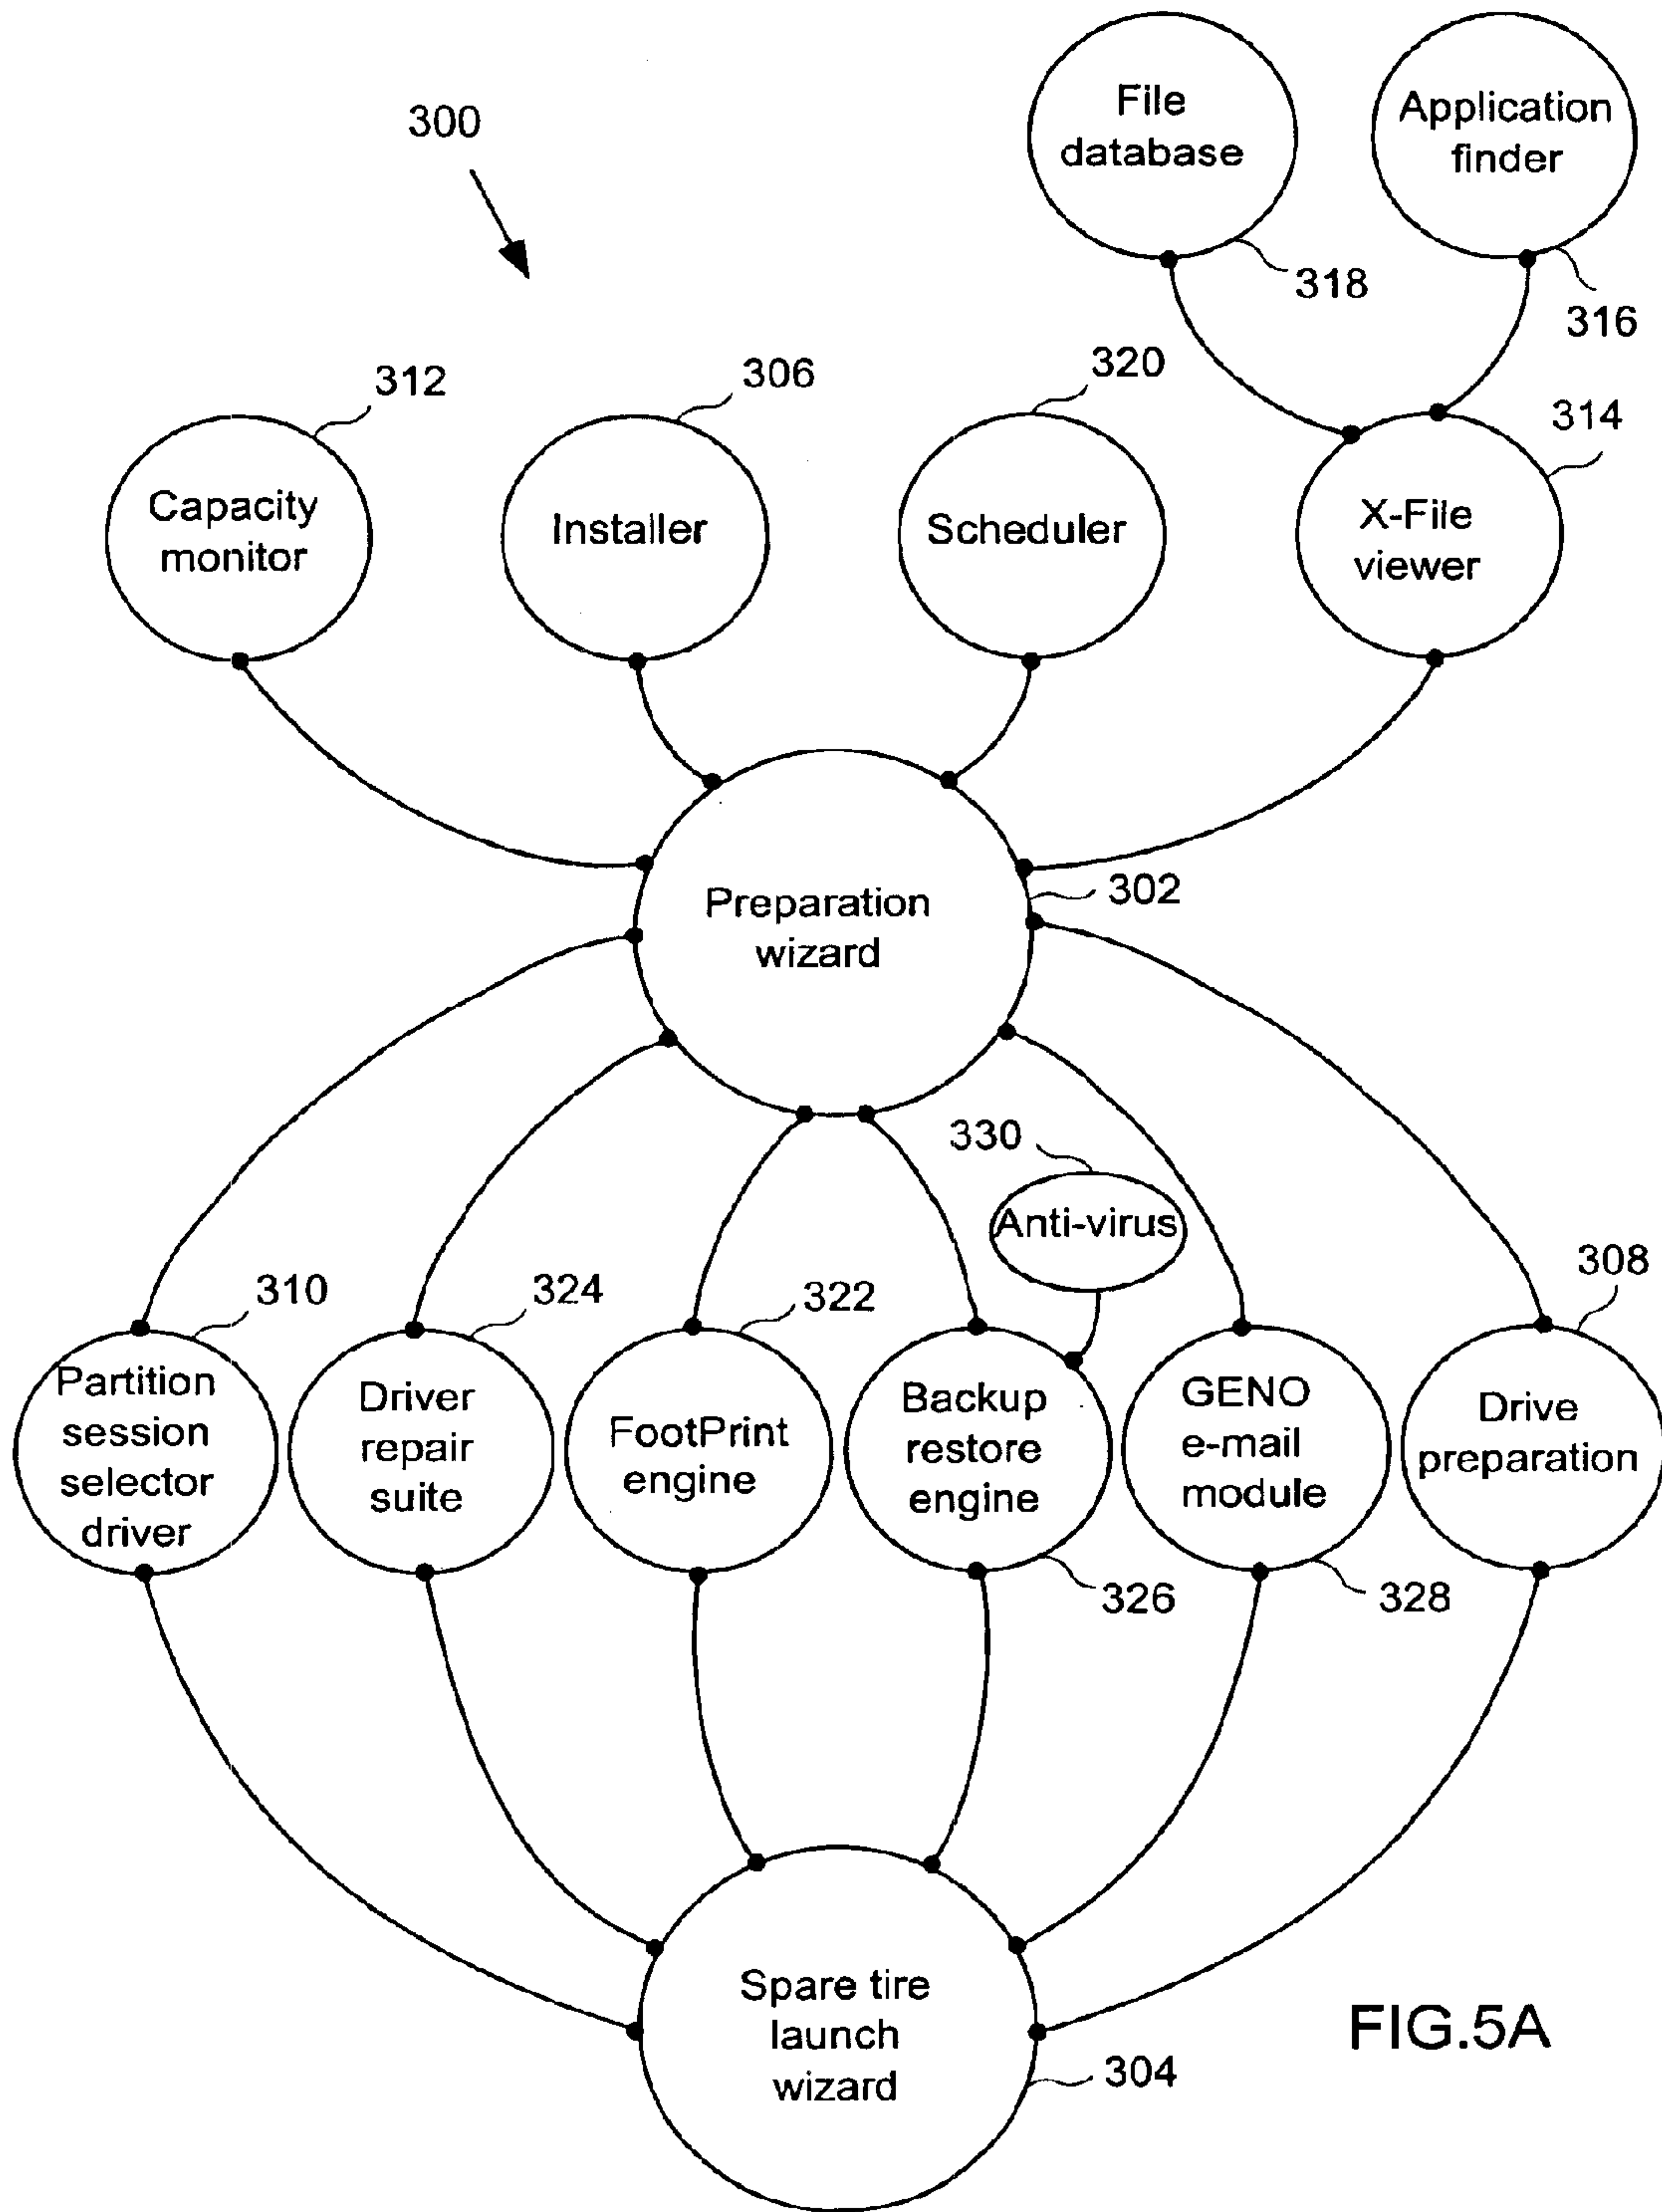 300
File
database
318
Application
finder
316
312
Capacity
monitor
306
Installer
320
Scheduler
314
X-File
viewer
Preparation
wizard
302
330
Anti-virus
310
Partition
session
selector
driver
324
Driver
repair
suite
322
FootPrint
engine
Backup
restore
engine
326
GENO
e-mail
module
328
308
Drive
preparation
Spare tire
launch
wizard
304
FIG.5A